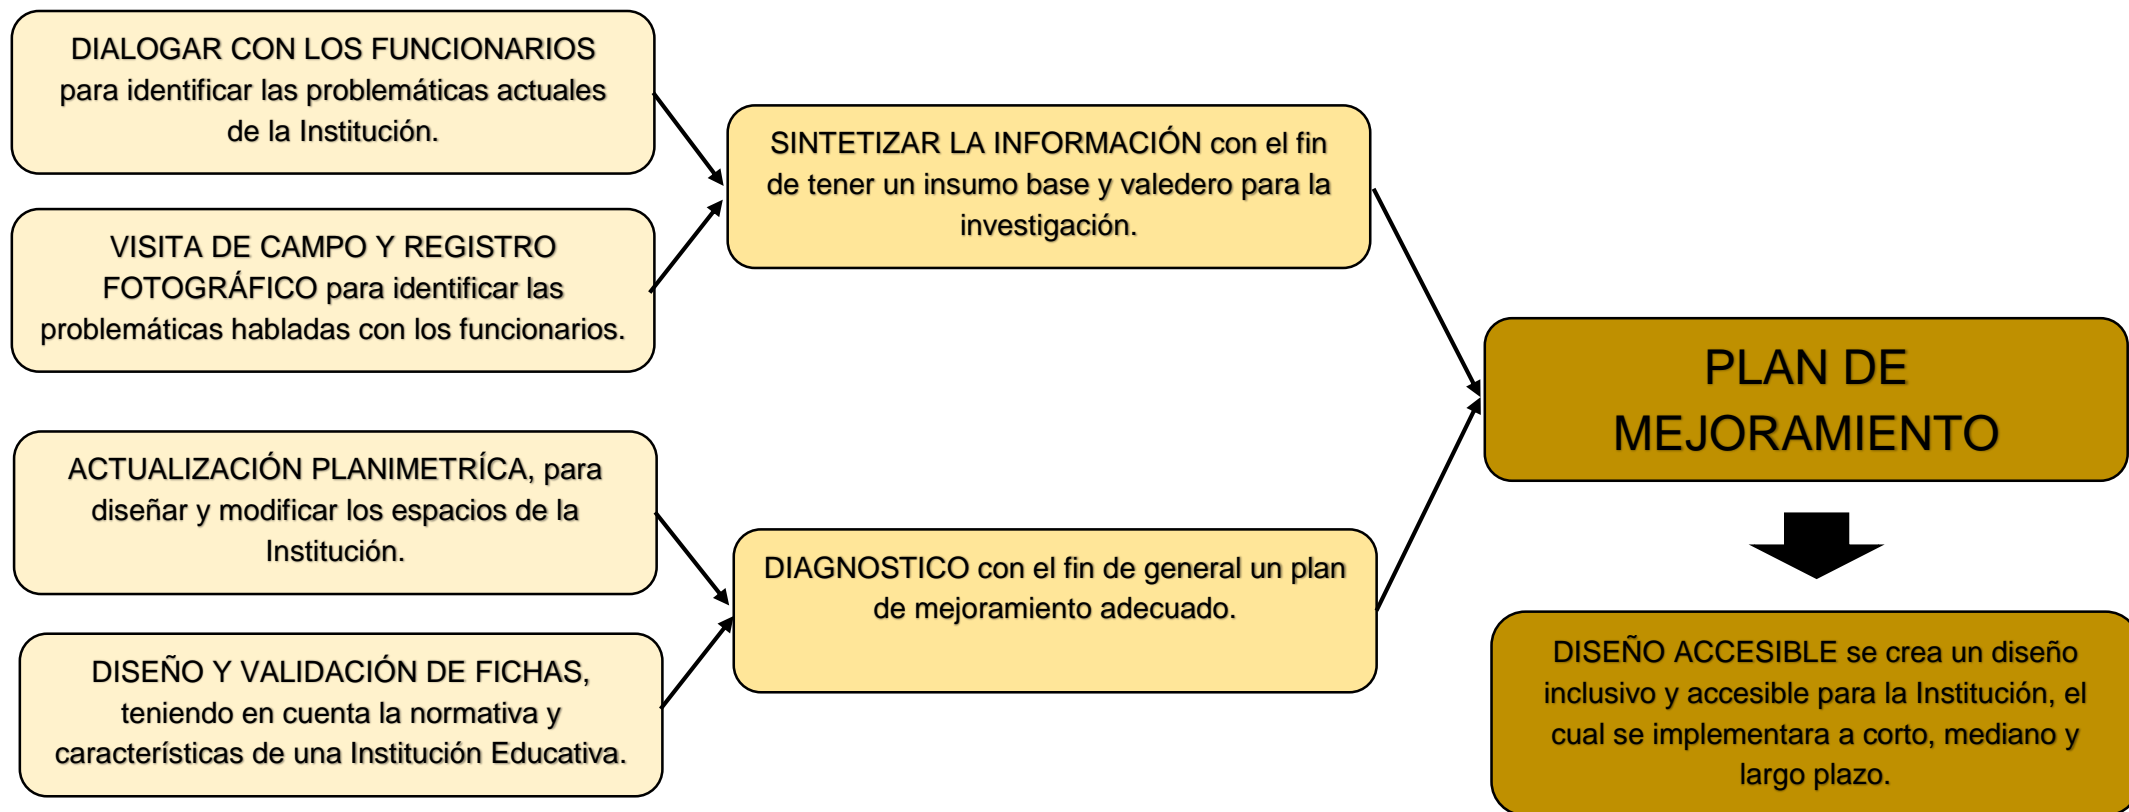 DIALOGAR CON LOS FUNCIONARIOS
para identificar las problemáticas actuales
de la Institución.
VISITA DE CAMPO Y REGISTRO
FOTOGRÁFICO para identificar las
problemáticas habladas con los funcionarios.
SINTETIZAR LA INFORMACIÓN con el fin
de tener un insumo base y valedero para la
investigación.
ACTUALIZACIÓN PLANIMETRÍCA, para
diseñar y modificar los espacios de la
Institución.
DISEÑO Y VALIDACIÓN DE FICHAS,
teniendo en cuenta la normativa y
características de una Institución Educativa.
DIAGNOSTICO con el fin de general un plan
de mejoramiento adecuado.
PLAN DE
MEJORAMIENTO
DISEÑO ACCESIBLE se crea un diseño
inclusivo y accesible para la Institución, el
cual se implementara a corto, mediano y
largo plazo.